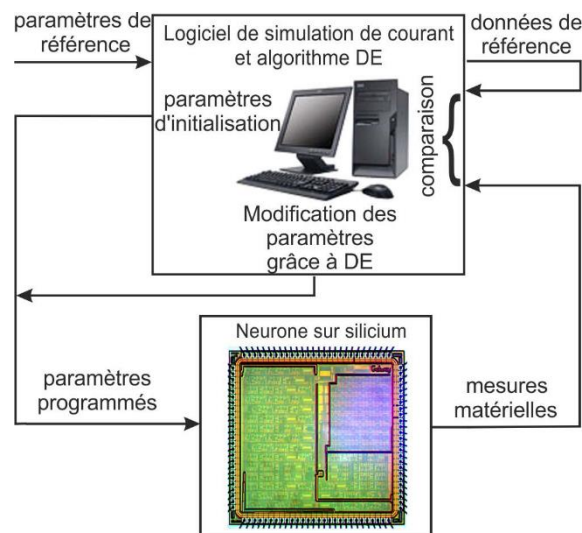 paramètres de
référence
Logiciel de simulation de courant
et algorithme DE
données de
référence
paramètres
d'initialisation
comparaison
Modification des
paramètres
grâce à DE
Neurone sur silicium
paramètres
programmés
mesures
matérielles